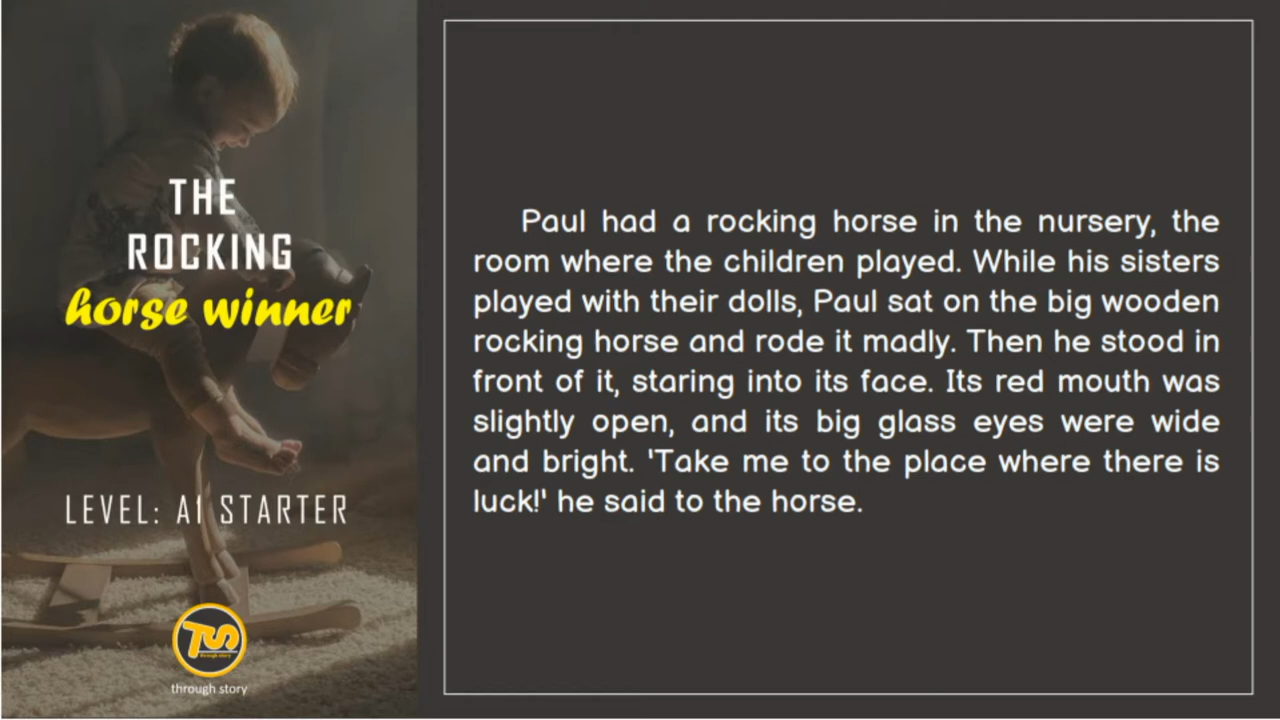 THE
ROCKING
horse winner
LEVEL: A1 STARTER
TS
through story
through story
Paul had a rocking horse in the nursery, the
room where the children played. While his sisters
played with their dolls, Paul sat on the big wooden
rocking horse and rode it madly. Then he stood in
front of it, staring into its face. Its red mouth was
slightly open, and its big glass eyes were wide
and bright. 'Take me to the place where there is
luck!' he said to the horse.